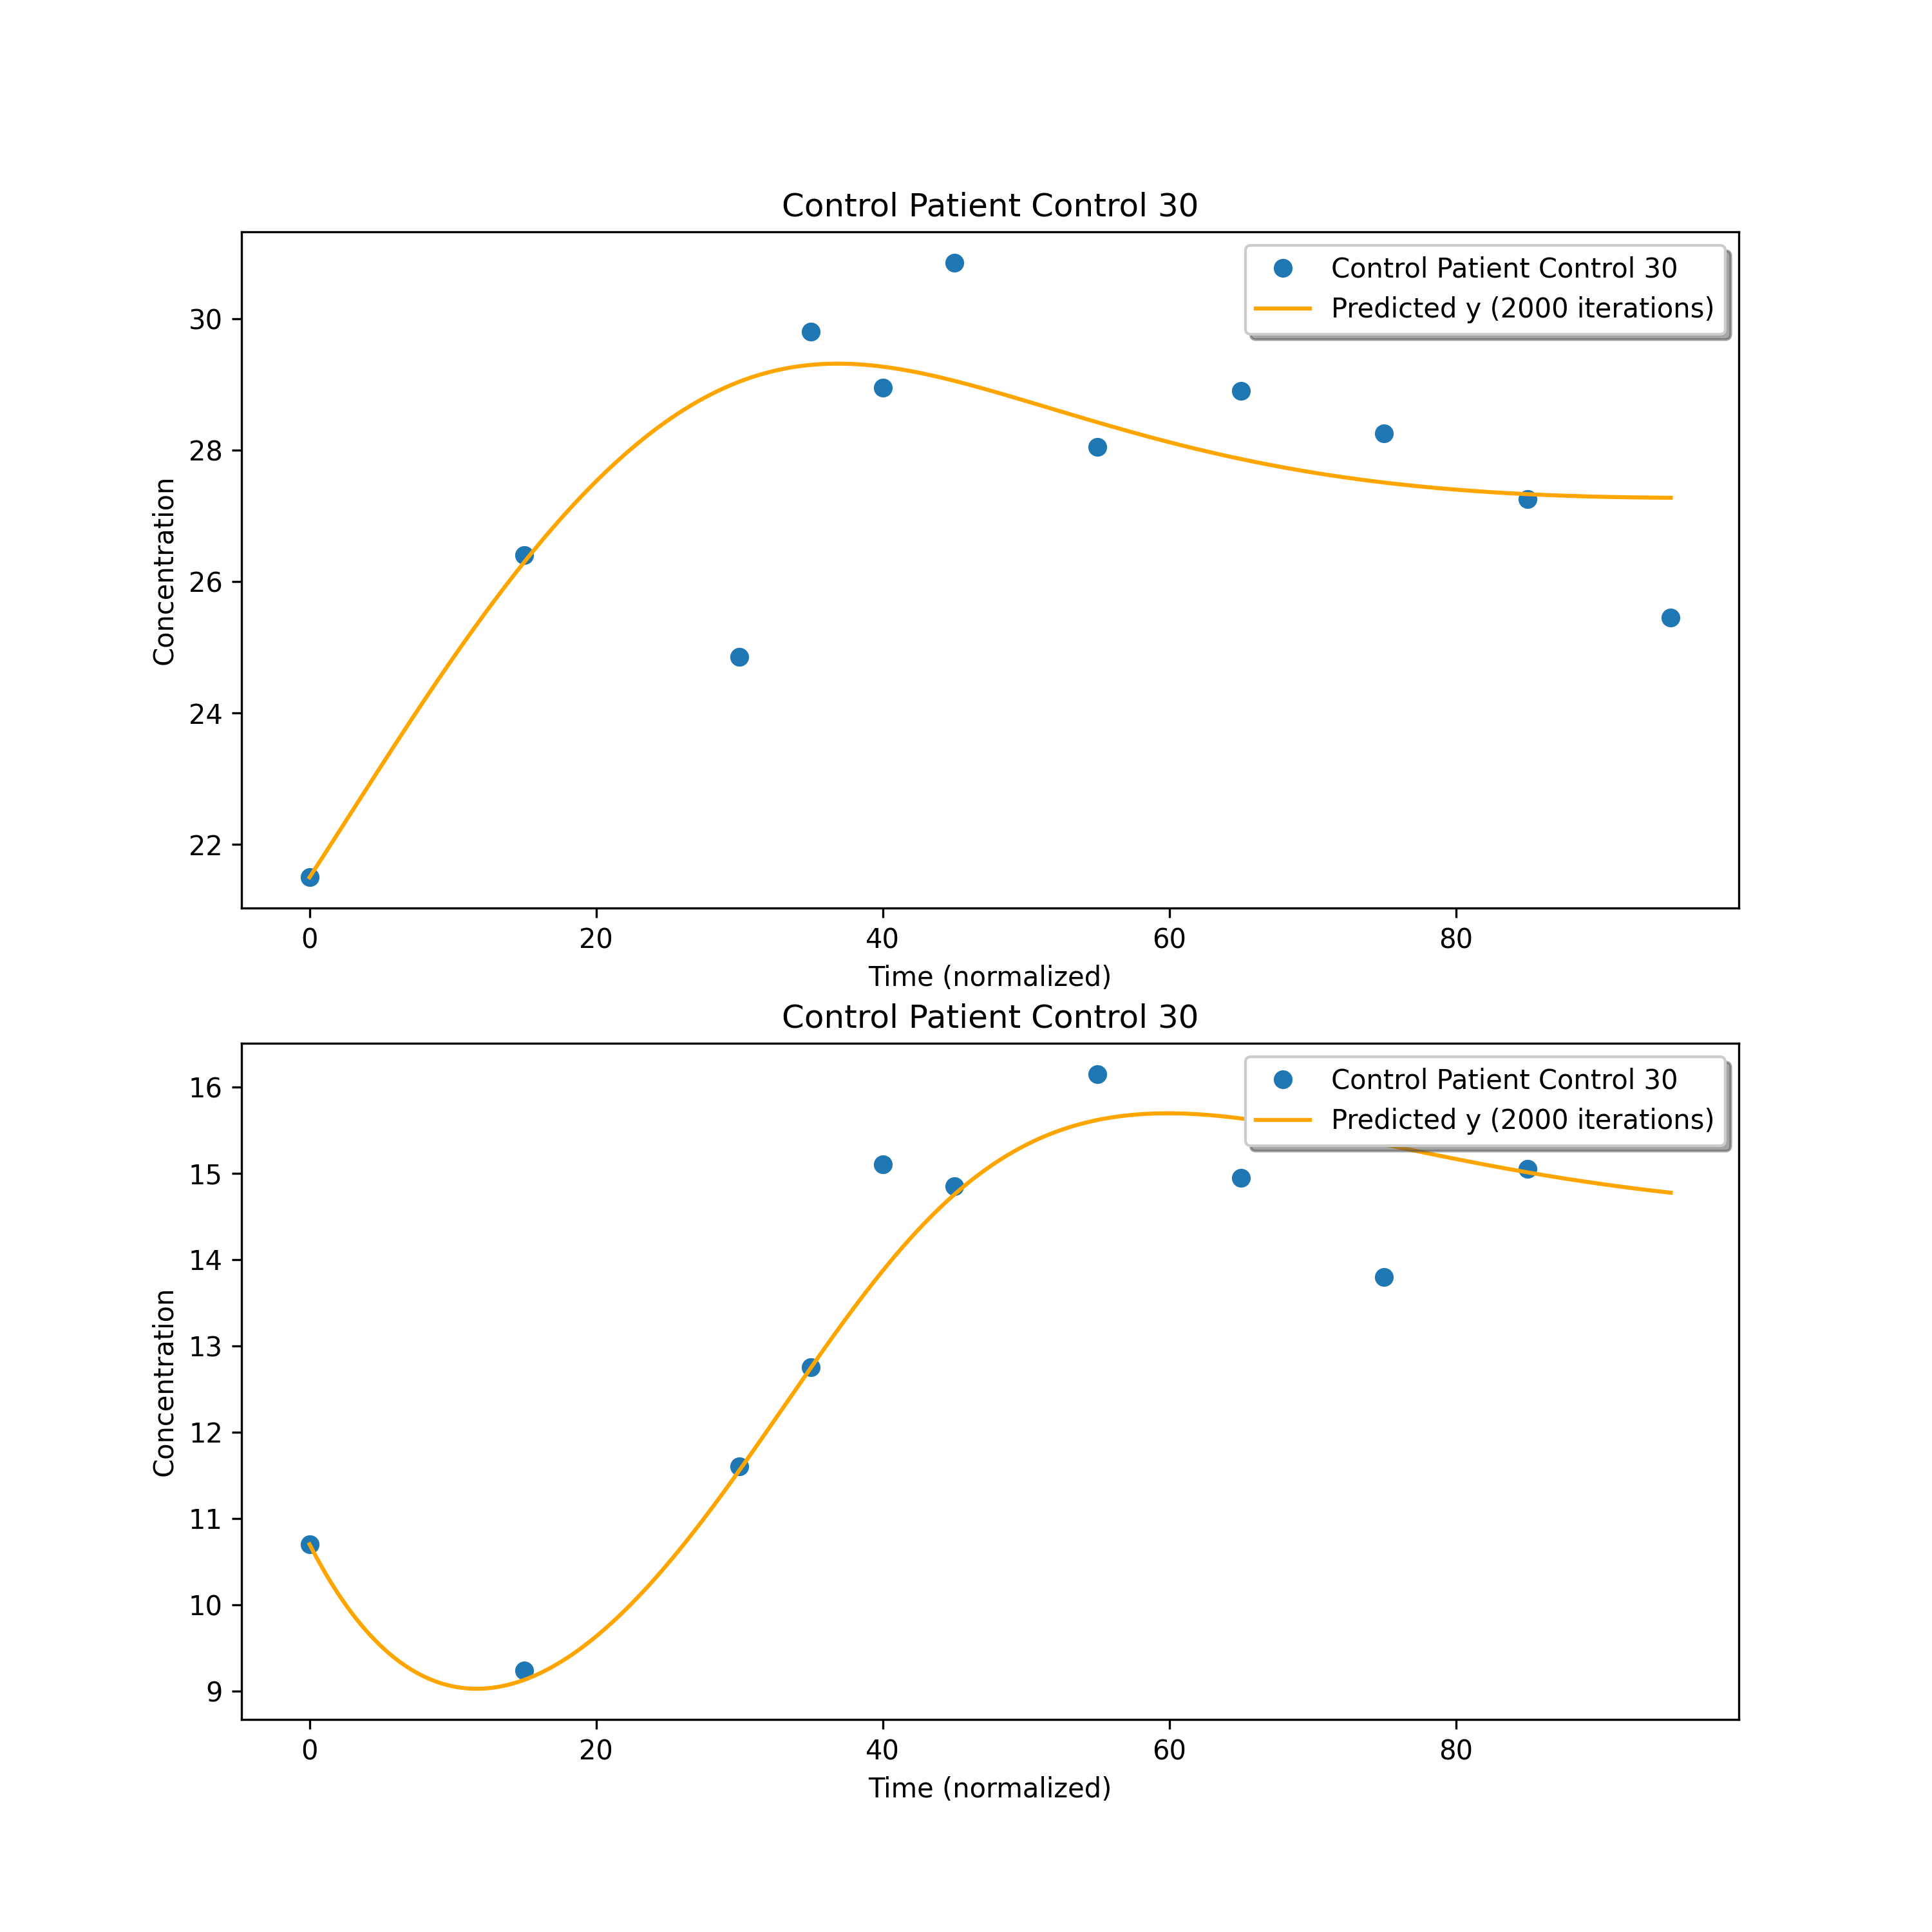 Control Patient Control 30
Control Patient Control 30
Predicted y (2000 iterations)
30
28
26
24
22
Concentration
0 20 40 60 80
Time (normalized)
Control Patient Control 30
Control Patient Control 30
Predicted y (2000 iterations)
16
15
14
13
12
11
10
9
Concentration
0 20 40 60 80
Time (normalized)